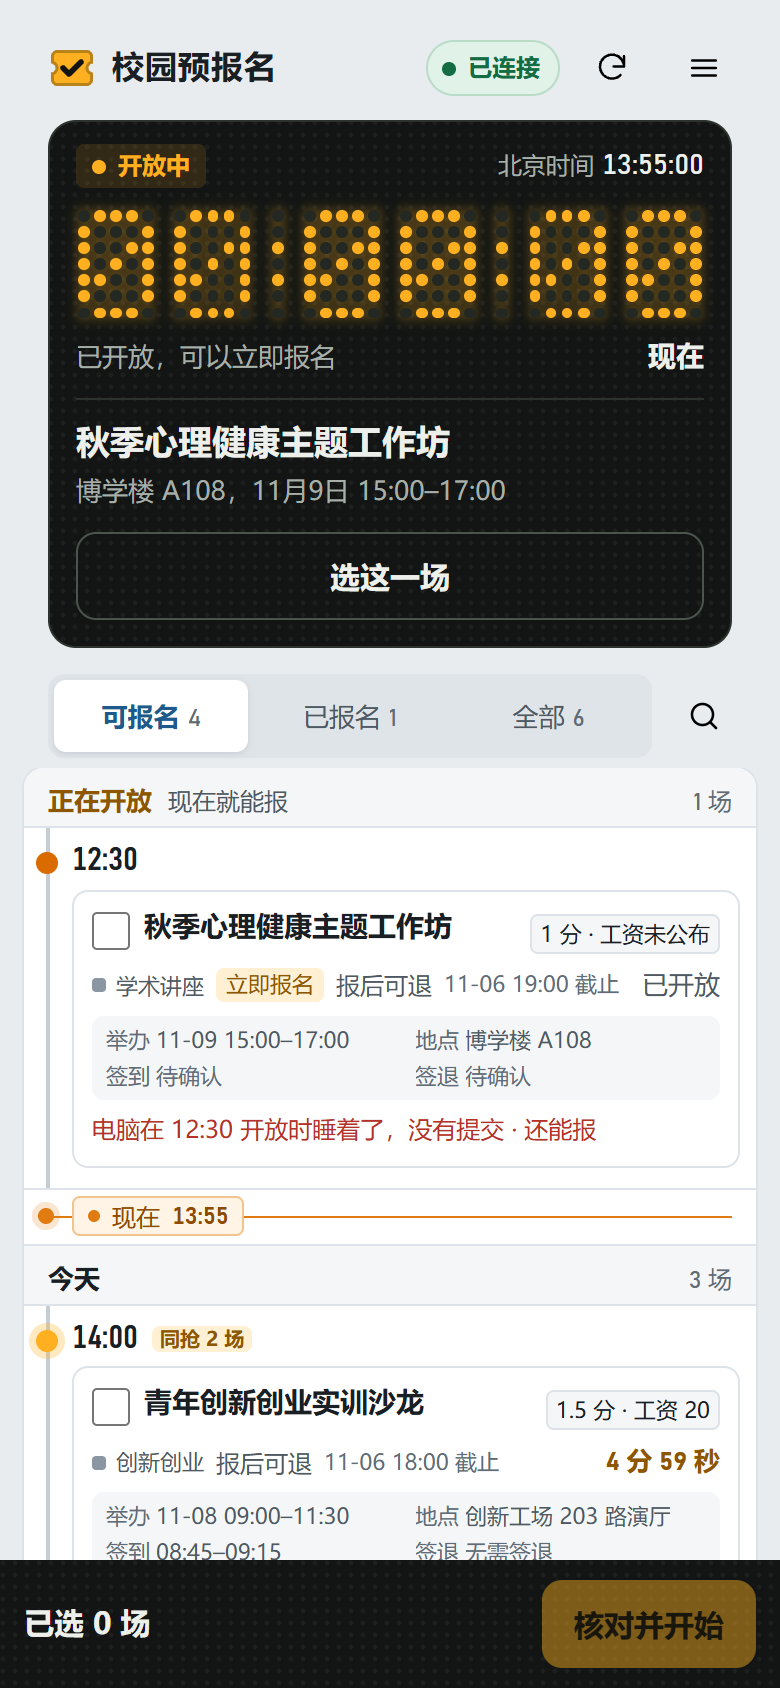 校园预报名
已连接
开放中
北京时间 13:55:00
00:00:00
已开放，可以立即报名
现在
秋季心理健康主题工作坊
博学楼 A108，11月9日 15:00–17:00
选这一场
可报名 4
已报名 1
全部 6
正在开放 现在就能报
1 场
12:30
秋季心理健康主题工作坊
1 分 · 工资未公布
学术讲座 立即报名 报后可退 11-06 19:00 截止 已开放
举办 11-09 15:00–17:00
地点 博学楼 A108
签到 待确认
签退 待确认
电脑在 12:30 开放时睡着了，没有提交 · 还能报
现在 13:55
今天
3 场
14:00 同抢 2 场
青年创新创业实训沙龙
1.5 分 · 工资 20
创新创业 报后可退 11-06 18:00 截止 4 分 59 秒
举办 11-08 09:00–11:30
地点 创新工场 203 路演厅
签到 08:45–09:15
签退 无需签退
已选 0 场
核对并开始